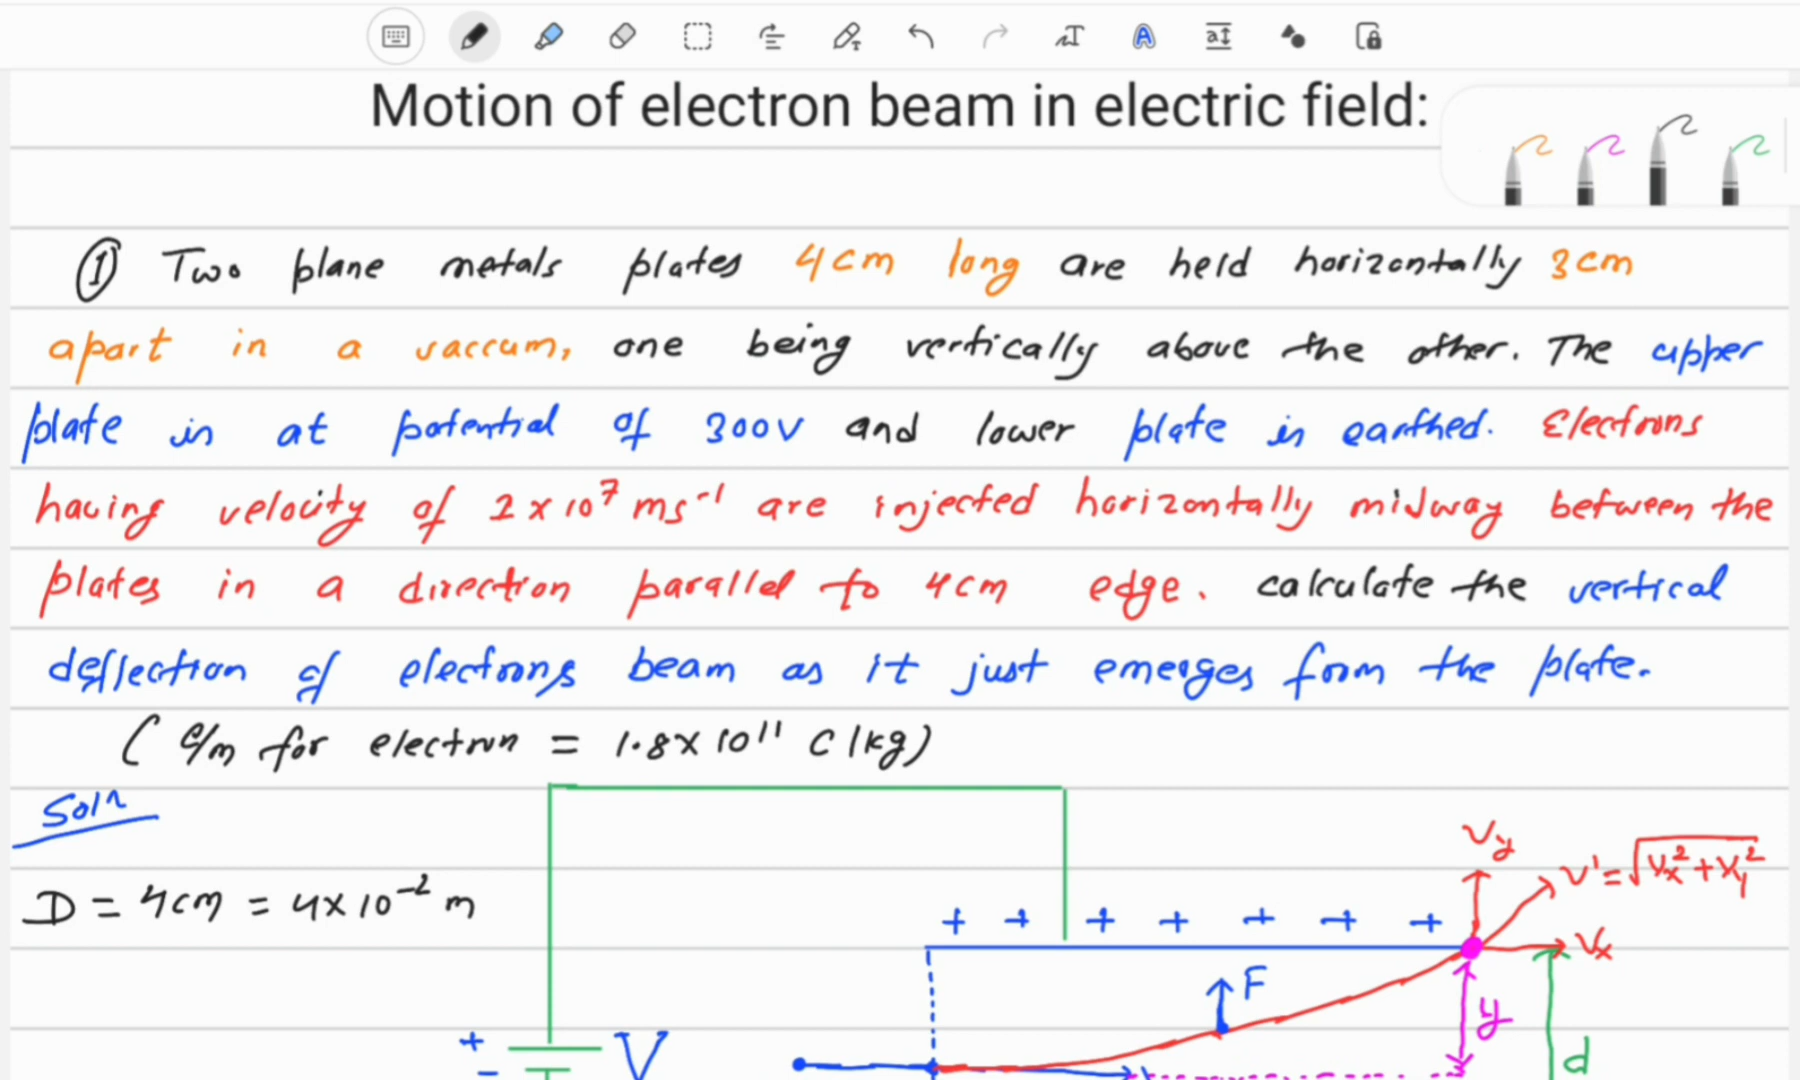 Motion of electron beam in electric field:
① Two plane metals plates 4cm long are held horizontally 3cm
apart in a vaccum, one being vertically above the other. The upper
plate in at potential of 300V and lower plate in earthed. Electrons
having velocity of 1×10⁷ ms⁻¹ are injected horizontally midway between the
plates in a direction parallel to 4cm edge. calculate the vertical
deflection of electrons beam as it just emerges from the plate.
( e/m for electron = 1.8×10¹¹ C/kg)
Solⁿ
D = 4cm = 4×10⁻² m
Vy
V' = √Vx² + Vy²
+ + + + + + +
Vx
F
y
d
+
-
V